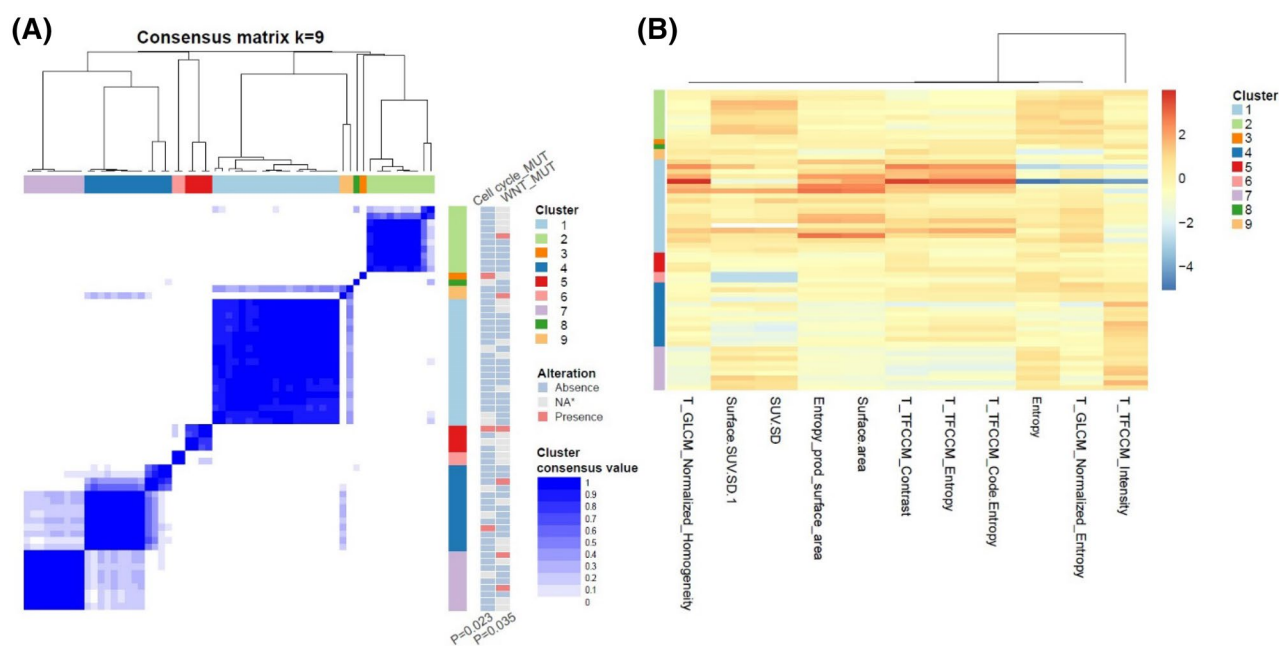 (A)
Consensus matrix k=9
Cell cycle_MUT
WNT_MUT
Cluster
1
2
3
4
5
6
7
8
9
Alteration
Absence
NA*
Presence
Cluster
consensus value
1
0.9
0.8
0.7
0.6
0.5
0.4
0.3
0.2
0.1
0
P=0.023
P=0.035
(B)
2
0
−2
−4
Cluster
1
2
3
4
5
6
7
8
9
T_GLCM_Normalized_Homogeneity
Surface.SUV.SD.1
SUV.SD
Entropy_prod_surface_area
Surface.area
T_TFCCM_Contrast
T_TFCCM_Entropy
T_TFCCM_Code.Entropy
Entropy
T_GLCM_Normalized_Entropy
T_TFCCM_Intensity